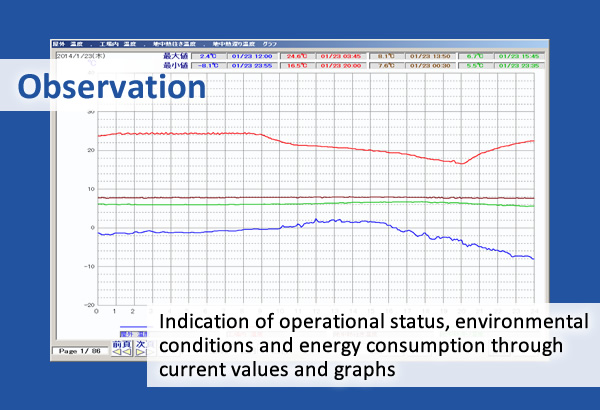 屋外 温度 , 工場内 温度 , 地中熱往き温度 , 地中熱還り温度 グラフ
2014/1/23(木) 最大値 2.4℃ 01/23 12:00 24.6℃ 01/23 03:45 8.1℃ 01/23 13:50 6.7℃ 01/23 15:45
最小値 -8.1℃ 01/23 23:55 16.5℃ 01/23 20:00 7.6℃ 01/23 00:30 5.5℃ 01/23 23:35
Observation
30
20
10
0
-10
-20
0 1 2
Indication of operational status, environmental
conditions and energy consumption through
current values and graphs
Page 1/ 86 前頁 次